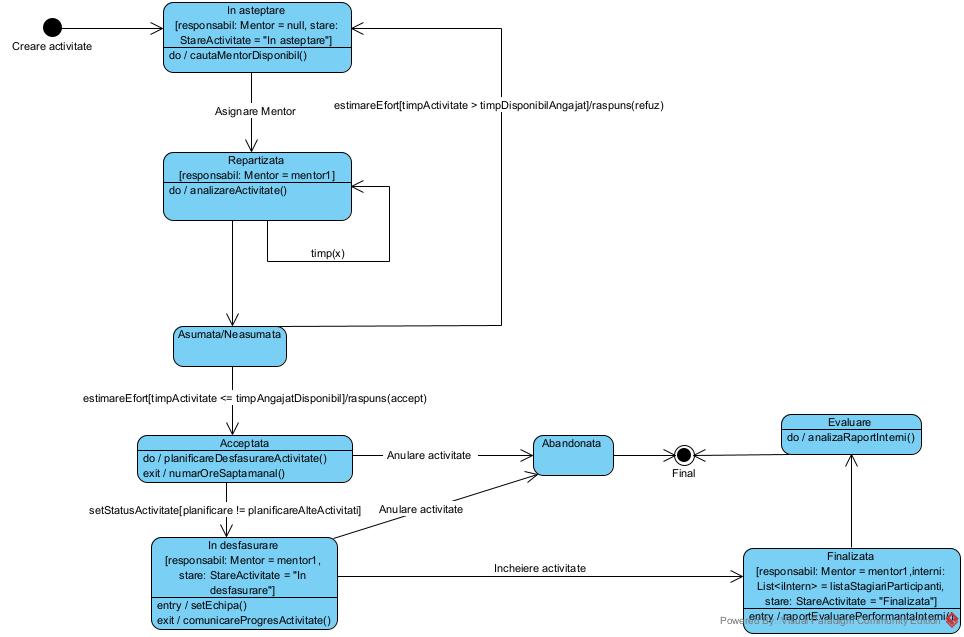 In asteptare
[responsabil: Mentor = null, stare:
StareActivitate = "In asteptare"]
do / cautaMentorDisponibil()
Creare activitate
estimareEfort[timpActivitate > timpDisponibilAngajat]/raspuns(refuz)
Asignare Mentor
Repartizata
[responsabil: Mentor = mentor1]
do / analizareActivitate()
timp(x)
Asumata/Neasumata
estimareEfort[timpActivitate <= timpAngajatDisponibil]/raspuns(accept)
Acceptata
do / planificareDesfasurareActivitate()
exit / numarOreSaptamanal()
Anulare activitate
Abandonata
Final
Evaluare
do / analizaRaportInterni()
setStatusActivitate[planificare != planificareAlteActivitati]
Anulare activitate
In desfasurare
[responsabil: Mentor = mentor1,
stare: StareActivitate = "In
desfasurare"]
entry / setEchipa()
exit / comunicareProgresActivitate()
Incheiere activitate
Finalizata
[responsabil: Mentor = mentor1,interni:
List<iIntern> = listaStagiariParticipanti,
stare: StareActivitate = "Finalizata"]
entry / raportEvaluarePerformantaInterni()
Powered By Visual Paradigm Community Edition